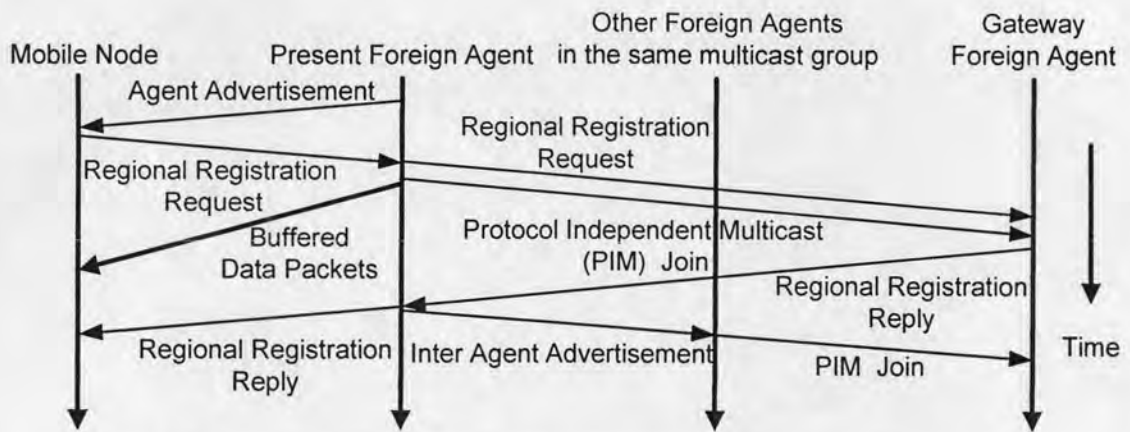 Mobile Node
Present Foreign Agent
Other Foreign Agents
in the same multicast group
Gateway
Foreign Agent
Agent Advertisement
Regional Registration
Request
Regional Registration
Request
Buffered
Data Packets
Protocol Independent Multicast
(PIM) Join
Regional Registration
Reply
Regional Registration
Reply
Inter Agent Advertisement
PIM Join
Time